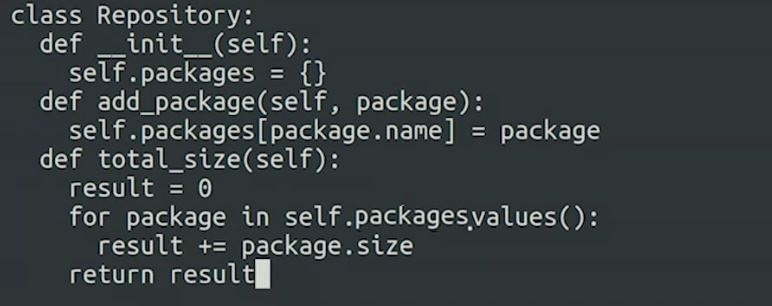 class Repository:
  def __init__(self):
    self.packages = {}
  def add_package(self, package):
    self.packages[package.name] = package
  def total_size(self):
    result = 0
    for package in self.packages.values():
      result += package.size
    return result